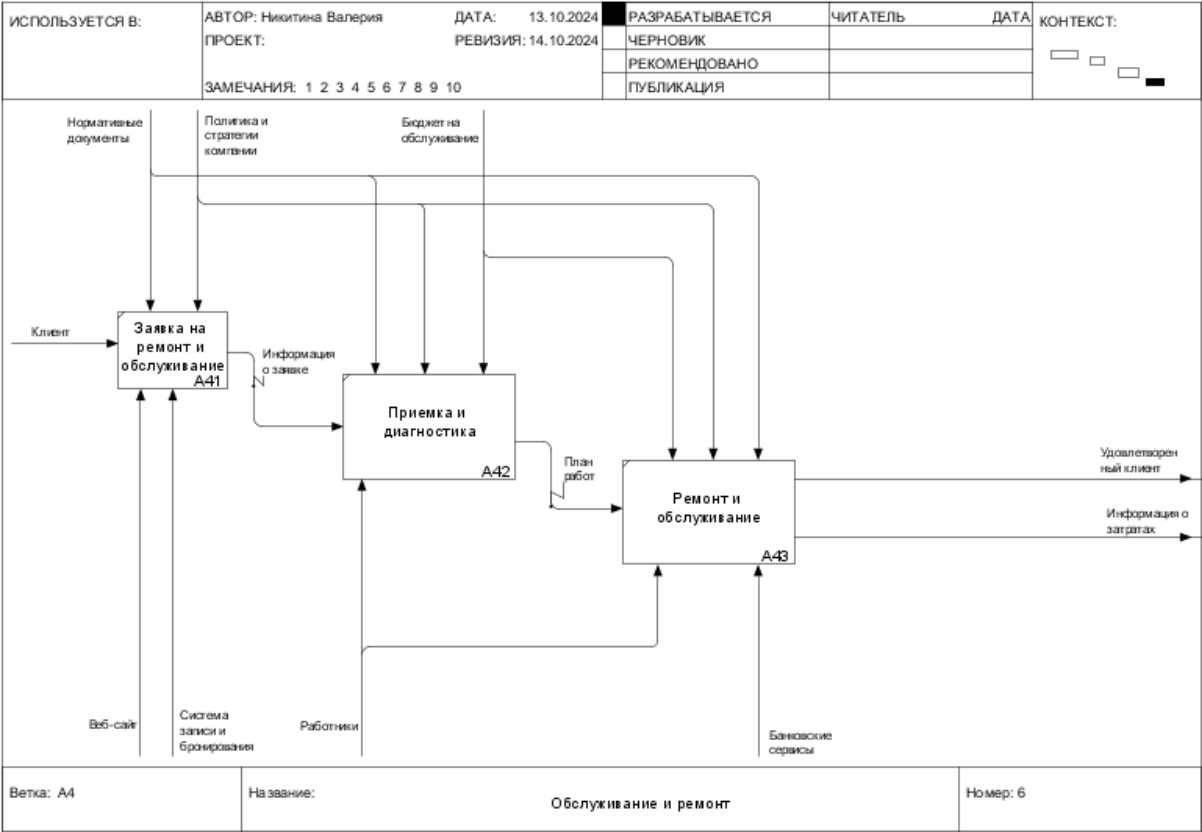 ИСПОЛЬЗУЕТСЯ В:
АВТОР: Никитина Валерия
ДАТА: 13.10.2024
РАЗРАБАТЫВАЕТСЯ
ЧИТАТЕЛЬ
ДАТА
КОНТЕКСТ:
ПРОЕКТ:
РЕВИЗИЯ: 14.10.2024
ЧЕРНОВИК
РЕКОМЕНДОВАНО
ЗАМЕЧАНИЯ: 1 2 3 4 5 6 7 8 9 10
ПУБЛИКАЦИЯ
Нормативные
документы
Политика и
стратегии
компании
Бюджет на
обслуживание
Клиент
Заявка на
ремонт и
обслуживание
A41
Информация
о заявке
Приемка и
диагностика
A42
План
работ
Ремонт и
обслуживание
A43
Удовлетворен
ный клиент
Информация о
затратах
Веб-сайт
Система
записи и
бронирования
Работники
Банковские
сервисы
Ветка: A4
Название:
Обслуживание и ремонт
Номер: 6